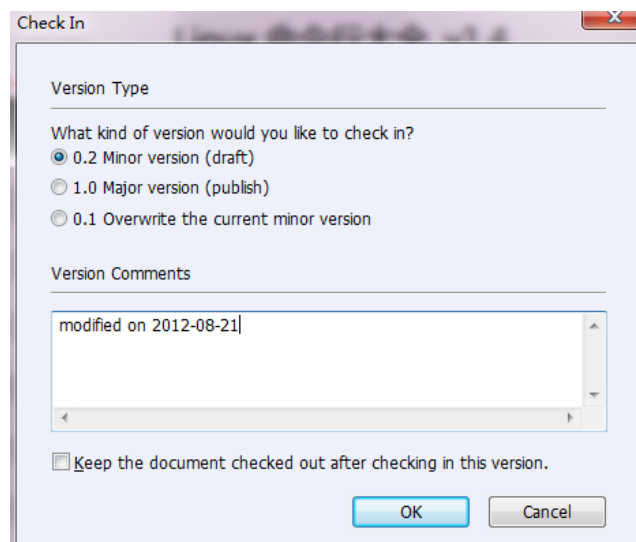 Check In
Version Type
What kind of version would you like to check in?
0.2 Minor version (draft)
1.0 Major version (publish)
0.1 Overwrite the current minor version
Version Comments
modified on 2012-08-21
Keep the document checked out after checking in this version.
OK
Cancel